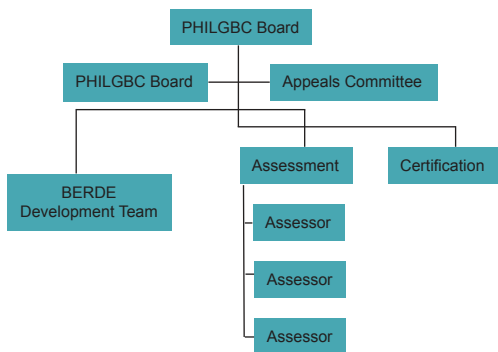 PHILGBC Board
PHILGBC Board
Appeals Committee
Assessment
Certification
BERDE
Development Team
Assessor
Assessor
Assessor